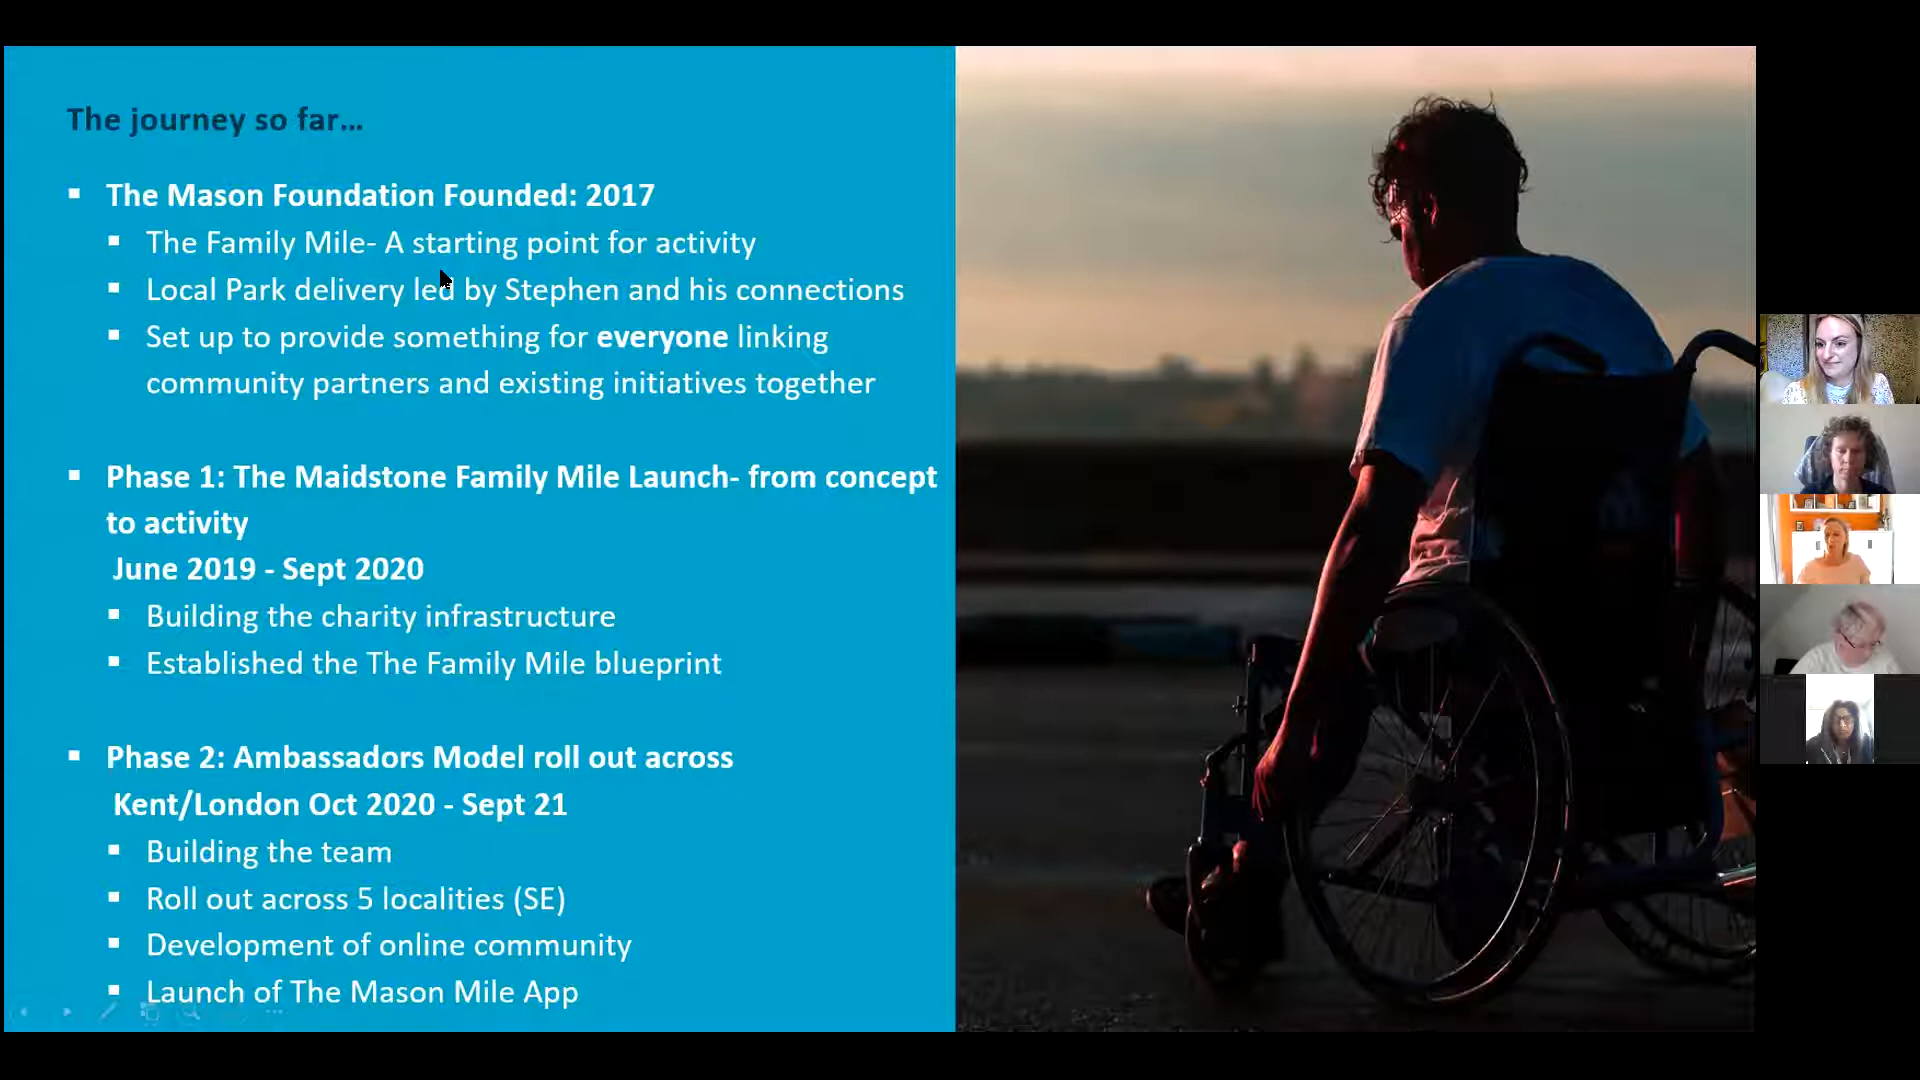 The journey so far...
The Mason Foundation Founded: 2017
The Family Mile- A starting point for activity
Local Park delivery led by Stephen and his connections
Set up to provide something for everyone linking
community partners and existing initiatives together
Phase 1: The Maidstone Family Mile Launch- from concept
to activity
June 2019 - Sept 2020
Building the charity infrastructure
Established the The Family Mile blueprint
Phase 2: Ambassadors Model roll out across
Kent/London Oct 2020 - Sept 21
Building the team
Roll out across 5 localities (SE)
Development of online community
Launch of The Mason Mile App